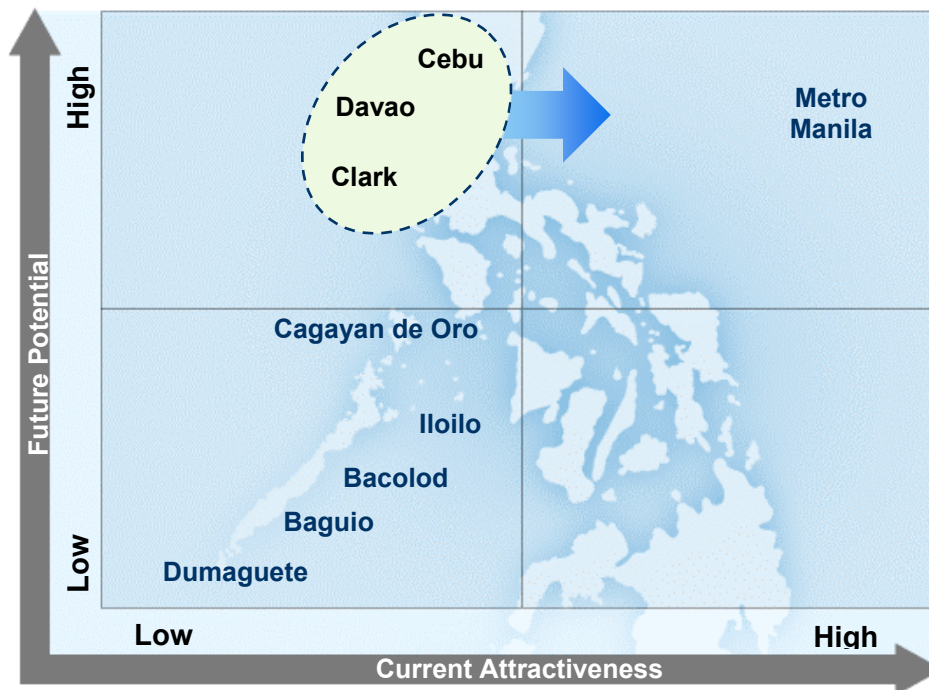 Future Potential
High
Low
Cebu
Davao
Clark
Metro
Manila
Cagayan de Oro
Iloilo
Bacolod
Baguio
Dumaguete
Low
High
Current Attractiveness